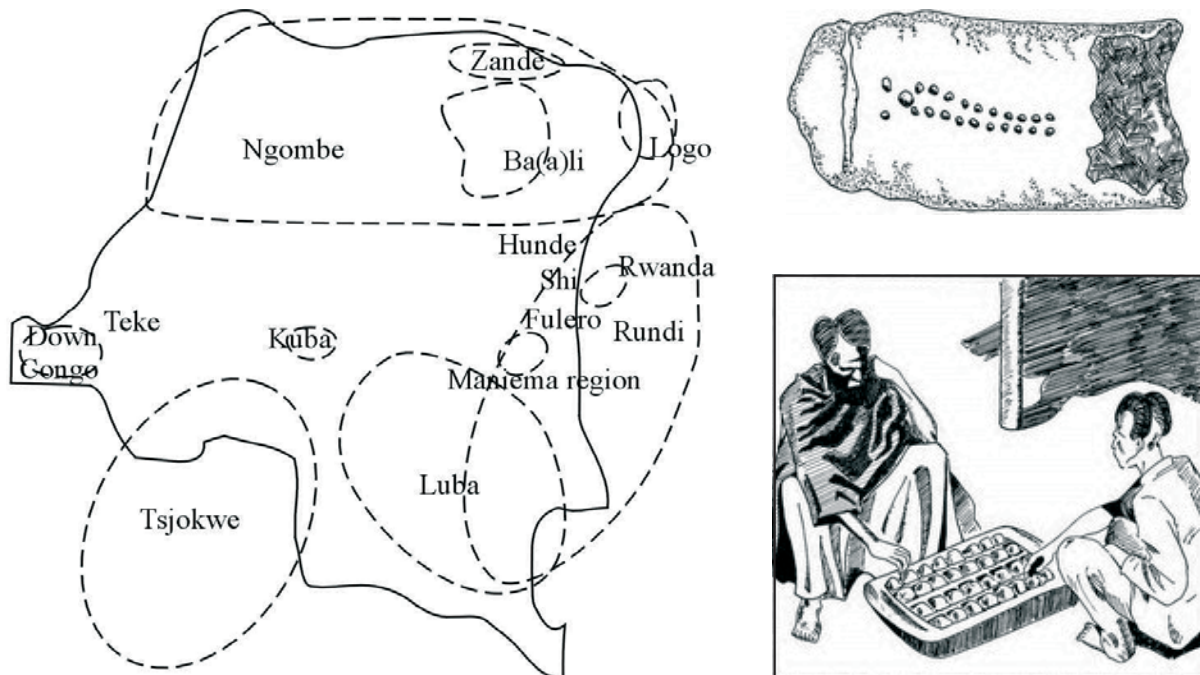 Zande
Ngombe
Ba(a)li
Logo
Hunde
Shi
Rwanda
Fulero
Rundi
Teke
Down
Congo
Kuba
Maniema region
Luba
Tsjokwe